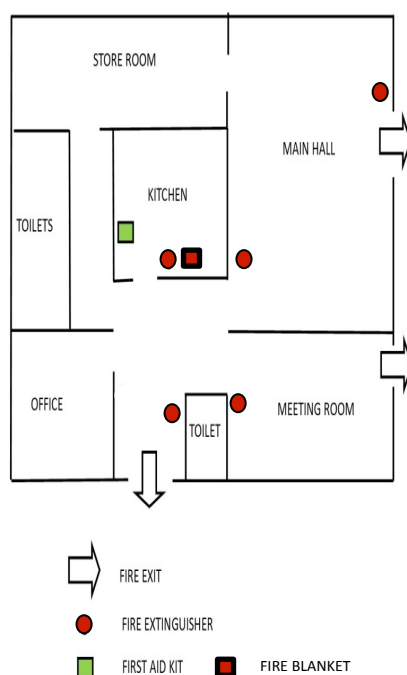 STORE ROOM
MAIN HALL
KITCHEN
TOILETS
OFFICE
MEETING ROOM
TOILET
FIRE EXIT
FIRE EXTINGUISHER
FIRST AID KIT
FIRE BLANKET